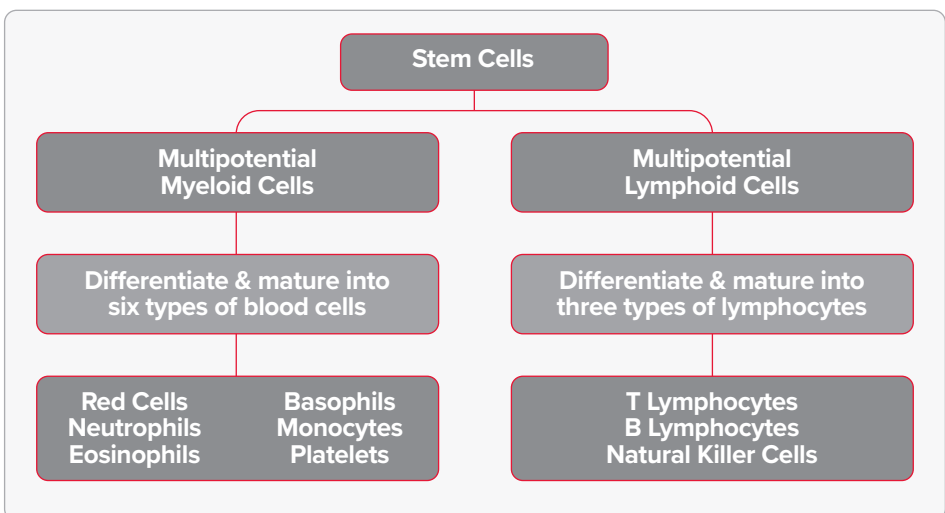 Stem Cells
Multipotential
Myeloid Cells
Multipotential
Lymphoid Cells
Differentiate & mature into
six types of blood cells
Differentiate & mature into
three types of lymphocytes
Red Cells
Neutrophils
Eosinophils
Basophils
Monocytes
Platelets
T Lymphocytes
B Lymphocytes
Natural Killer Cells